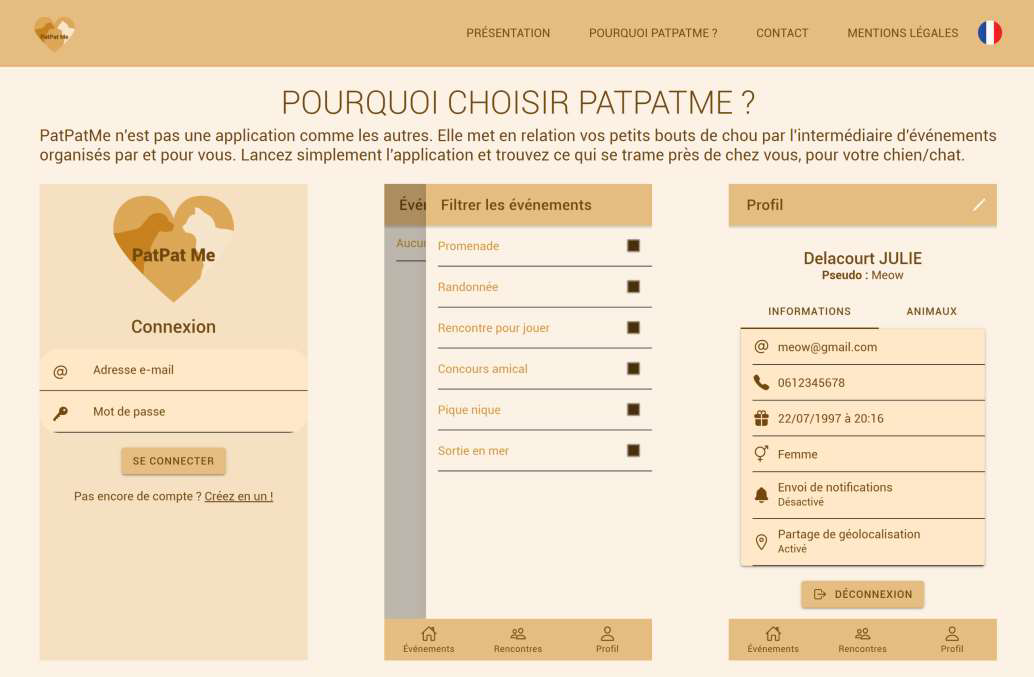 PatPat Me
PRÉSENTATION
POURQUOI PATPATME ?
CONTACT
MENTIONS LÉGALES
POURQUOI CHOISIR PATPATME ?
PatPatMe n'est pas une application comme les autres. Elle met en relation vos petits bouts de chou par l'intermédiaire d'événements
organisés par et pour vous. Lancez simplement l'application et trouvez ce qui se trame près de chez vous, pour votre chien/chat.
PatPat Me
Connexion
@ Adresse e-mail
Mot de passe
SE CONNECTER
Pas encore de compte ? Créez en un !
Filtrer les événements
Promenade
Randonnée
Rencontre pour jouer
Concours amical
Pique nique
Sortie en mer
Événements
Rencontres
Profil
Profil
Delacourt JULIE
Pseudo : Meow
INFORMATIONS
ANIMAUX
@ meow@gmail.com
0612345678
22/07/1997 à 20:16
Femme
Envoi de notifications
Désactivé
Partage de géolocalisation
Activé
DÉCONNEXION
Événements
Rencontres
Profil